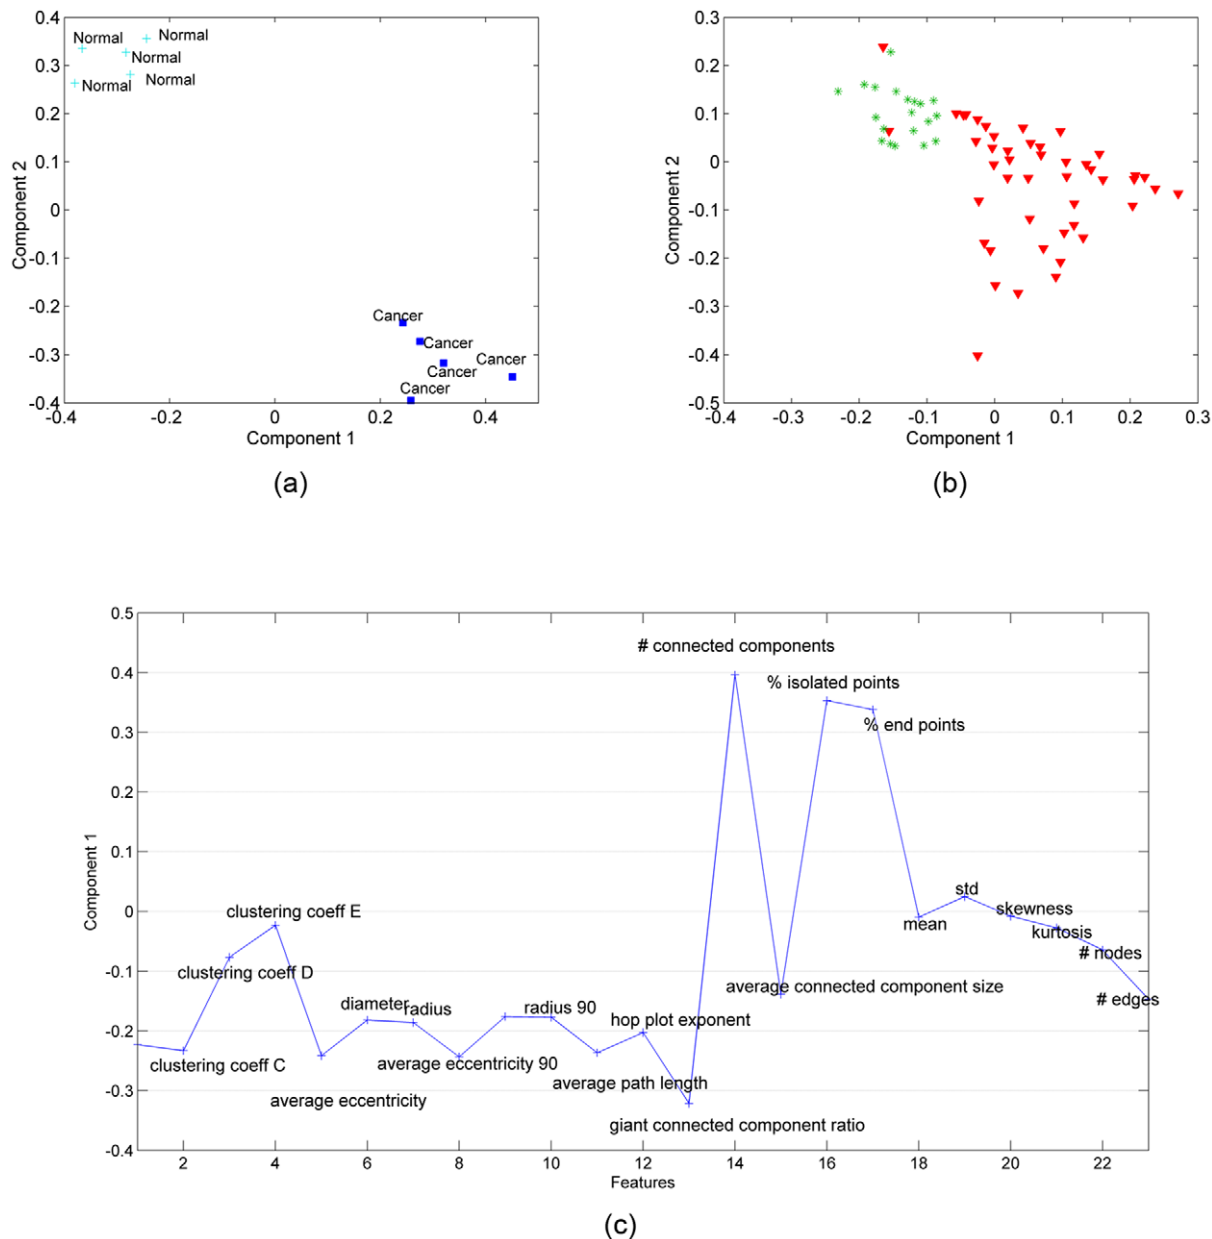 0.4
0.3
0.2
0.1
0
-0.1
-0.2
-0.3
-0.4
Component 2
Normal
Normal
Normal
Normal
Normal
Cancer
Cancer
Cancer
Cancer
Cancer
-0.4
-0.2
0
0.2
0.4
Component 1
(a)
0.3
0.2
0.1
0
-0.1
-0.2
-0.3
-0.4
-0.5
Component 2
-0.4
-0.3
-0.2
-0.1
0
0.1
0.2
0.3
Component 1
(b)
0.5
0.4
0.3
0.2
0.1
0
-0.1
-0.2
-0.3
-0.4
Component 1
# connected components
% isolated points
% end points
clustering coeff E
clustering coeff D
clustering coeff C
average eccentricity
diameter
radius
average eccentricity 90
radius 90
average path length
hop plot exponent
giant connected component ratio
average connected component size
mean
std
skewness
kurtosis
# nodes
# edges
2
4
6
8
10
12
14
16
18
20
22
Features
(c)